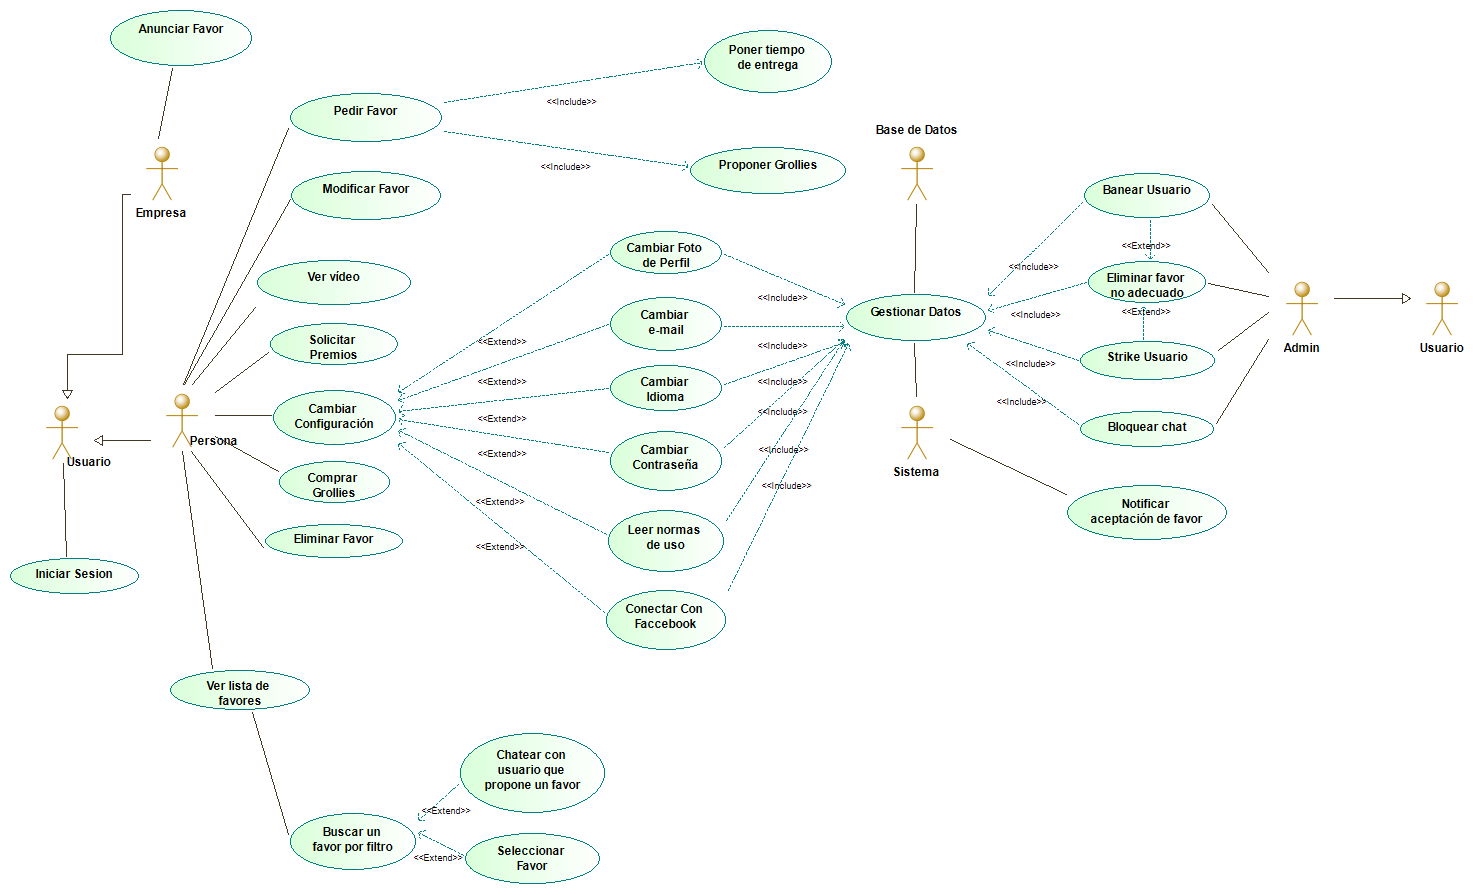 Anunciar Favor
Poner tiempo
de entrega
Pedir Favor
<<Include>>
Base de Datos
<<Include>>
Proponer Grollies
Empresa
Modificar Favor
Banear Usuario
Cambiar Foto
de Perfil
<<Extend>>
Ver vídeo
<<Include>>
Eliminar favor
no adecuado
<<Include>>
Gestionar Datos
Cambiar
e-mail
<<Include>>
<<Extend>>
Solicitar
Premios
<<Extend>>
<<Include>>
Admin
Usuario
Strike Usuario
<<Include>>
Cambiar
Idioma
<<Extend>>
<<Include>>
Cambiar
Configuración
<<Extend>>
<<Include>>
<<Include>>
Bloquear chat
Persona
Usuario
Cambiar
Contraseña
<<Extend>>
<<Include>>
Sistema
Comprar
Grollies
<<Extend>>
<<Include>>
Notificar
aceptación de favor
Eliminar Favor
Leer normas
de uso
<<Extend>>
Iniciar Sesion
Conectar Con
Faccebook
Ver lista de
favores
Chatear con
usuario que
propone un favor
<<Extend>>
Buscar un
favor por filtro
<<Extend>>
Seleccionar
Favor